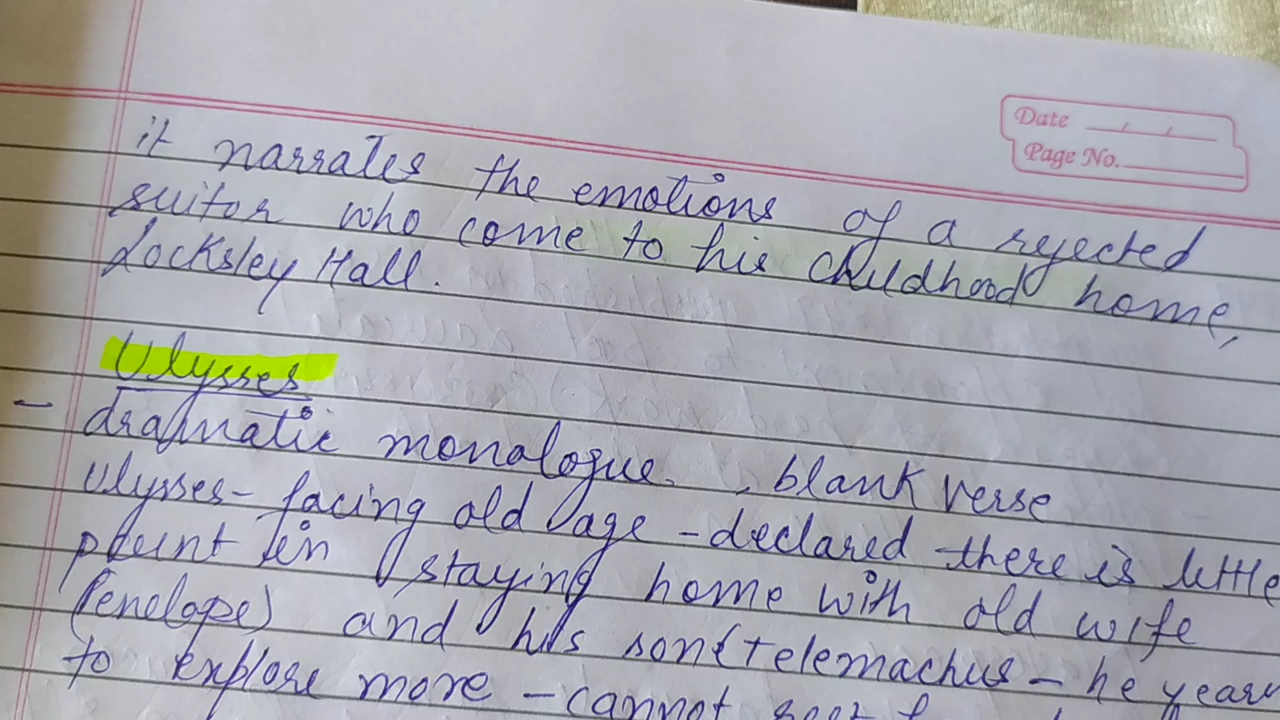 Date / /
Page No.
it narrates the emotions of a rejected
suitor who come to his childhood home,
Locksley Hall.
Ulysses
- dramatic monologue. , blank verse
Ulysses - facing old age - declared there is little
point in staying home with old wife
(Penelope) and his son (telemachus - he year
to explore more - cannot